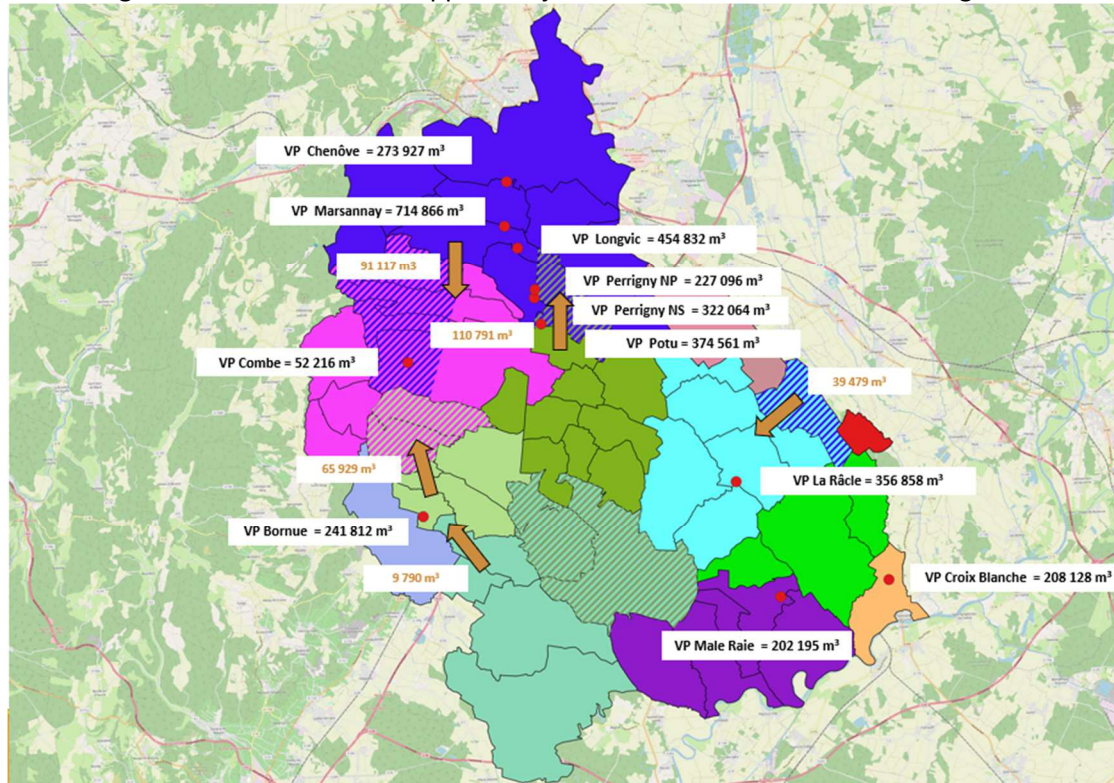 VP Chenôve = 273 927 m³
VP Marsannay = 714 866 m³
VP Longvic = 454 832 m³
91 117 m3
VP Perrigny NP = 227 096 m³
VP Perrigny NS = 322 064 m³
110 791 m³
VP Potu = 374 561 m³
VP Combe = 52 216 m³
39 479 m³
65 929 m³
VP La Râcle = 356 858 m³
VP Bornue = 241 812 m³
9 790 m³
VP Croix Blanche = 208 128 m³
VP Male Raie = 202 195 m³